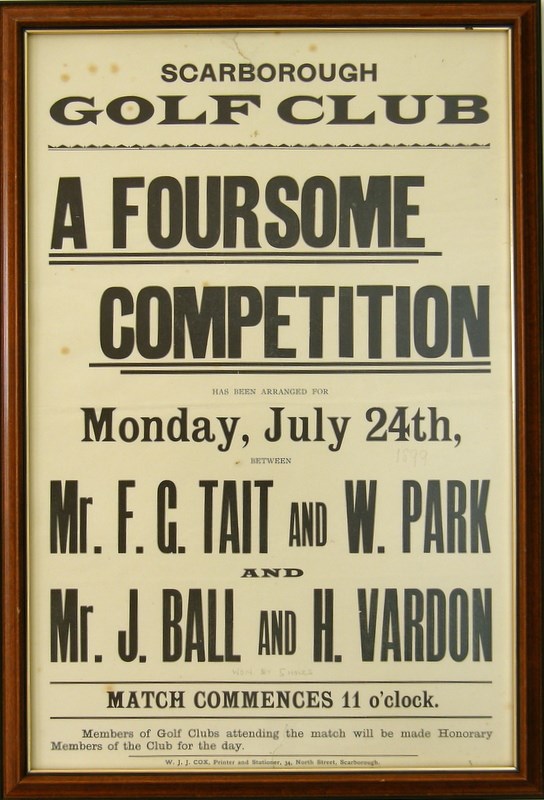 SCARBOROUGH
GOLF CLUB
A FOURSOME
COMPETITION
HAS BEEN ARRANGED FOR
Monday, July 24th,
1899
BETWEEN
Mr. F. G. TAIT AND W. PARK
AND
Mr. J. BALL AND H. VARDON
MATCH COMMENCES 11 o'clock.
Members of Golf Clubs attending the match will be made Honorary
Members of the Club for the day.
W. J. J. COX, Printer and Stationer, 34, North Street, Scarborough.